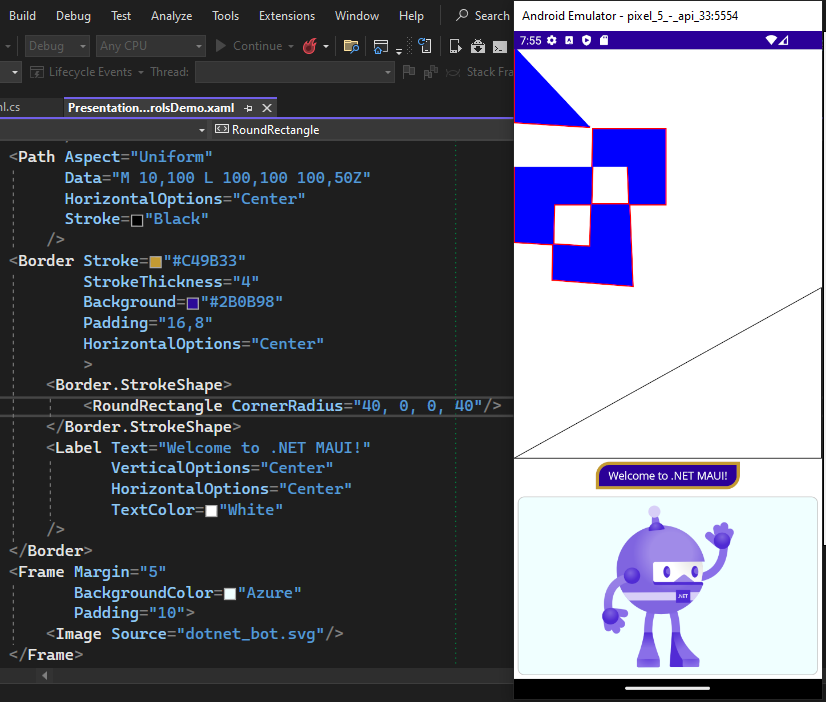 Build Debug Test Analyze Tools Extensions Window Help Search
Debug Any CPU Continue
Lifecycle Events Thread: Stack Fra
ml.cs Presentation...rolsDemo.xaml
RoundRectangle
<Path Aspect="Uniform"
Data="M 10,100 L 100,100 100,50Z"
HorizontalOptions="Center"
Stroke="Black"
/>
<Border Stroke="#C49B33"
StrokeThickness="4"
Background="#2B0B98"
Padding="16,8"
HorizontalOptions="Center"
>
<Border.StrokeShape>
<RoundRectangle CornerRadius="40, 0, 0, 40"/>
</Border.StrokeShape>
<Label Text="Welcome to .NET MAUI!"
VerticalOptions="Center"
HorizontalOptions="Center"
TextColor="White"
/>
</Border>
<Frame Margin="5"
BackgroundColor="Azure"
Padding="10">
<Image Source="dotnet_bot.svg"/>
</Frame>
Android Emulator - pixel_5_-_api_33:5554
7:55
Welcome to .NET MAUI!
.NET